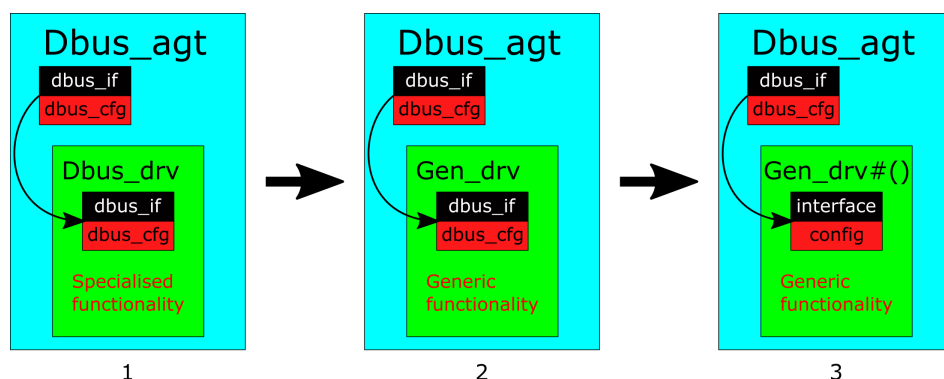 Dbus_agt
dbus_if
dbus_cfg
Dbus_drv
dbus_if
dbus_cfg
Specialised
functionality
1
Dbus_agt
dbus_if
dbus_cfg
Gen_drv
dbus_if
dbus_cfg
Generic
functionality
2
Dbus_agt
dbus_if
dbus_cfg
Gen_drv#()
interface
config
Generic
functionality
3